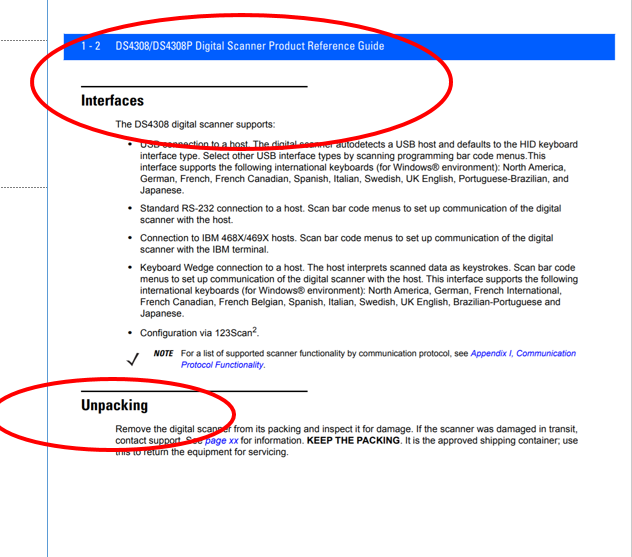 1 - 2 DS4308/DS4308P Digital Scanner Product Reference Guide
Interfaces
The DS4308 digital scanner supports:
• USB connection to a host. The digital scanner autodetects a USB host and defaults to the HID keyboard
interface type. Select other USB interface types by scanning programming bar code menus.This
interface supports the following international keyboards (for Windows® environment): North America,
German, French, French Canadian, Spanish, Italian, Swedish, UK English, Portuguese-Brazilian, and
Japanese.
• Standard RS-232 connection to a host. Scan bar code menus to set up communication of the digital
scanner with the host.
• Connection to IBM 468X/469X hosts. Scan bar code menus to set up communication of the digital
scanner with the IBM terminal.
• Keyboard Wedge connection to a host. The host interprets scanned data as keystrokes. Scan bar code
menus to set up communication of the digital scanner with the host. This interface supports the following
international keyboards (for Windows® environment): North America, German, French International,
French Canadian, French Belgian, Spanish, Italian, Swedish, UK English, Brazilian-Portuguese and
Japanese.
• Configuration via 123Scan².
✓ NOTE For a list of supported scanner functionality by communication protocol, see Appendix I, Communication
Protocol Functionality.
Unpacking
Remove the digital scanner from its packing and inspect it for damage. If the scanner was damaged in transit,
contact support. See page xx for information. KEEP THE PACKING. It is the approved shipping container; use
this to return the equipment for servicing.